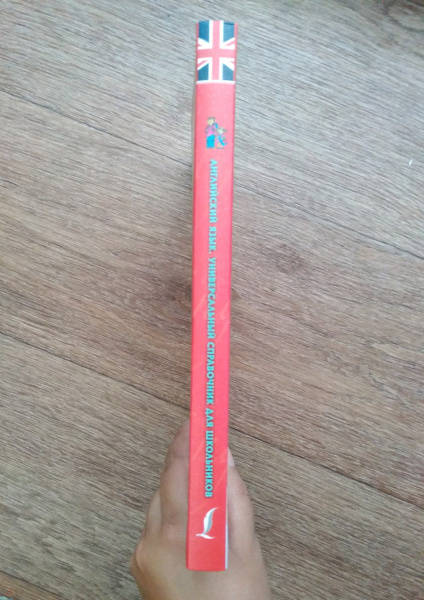 АНГЛИЙСКИЙ ЯЗЫК. УНИВЕРСАЛЬНЫЙ СПРАВОЧНИК ДЛЯ ШКОЛЬНИКОВ